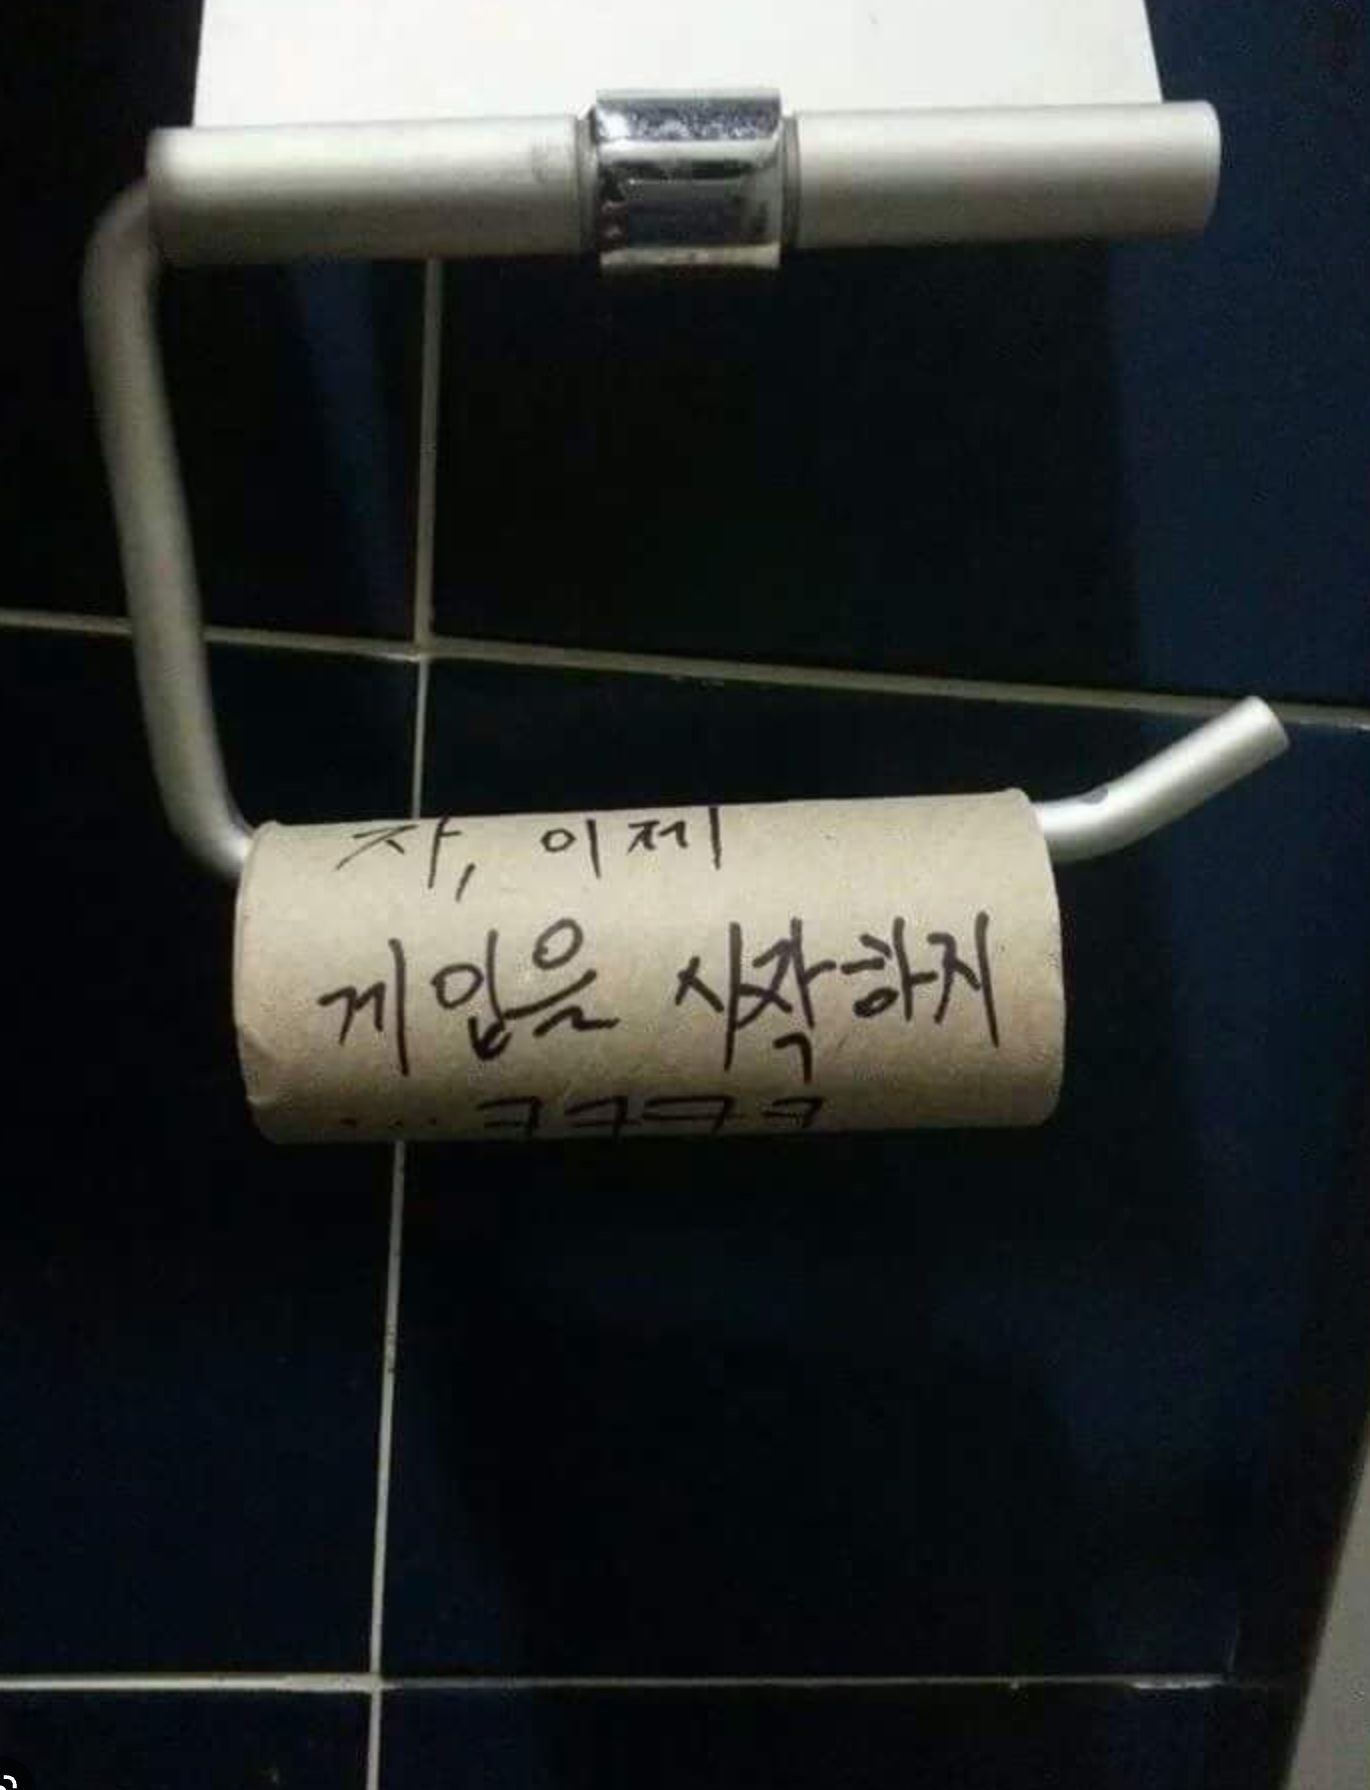 자, 이제
게임을 시작하지
... ㅋㅋㅋㅋ